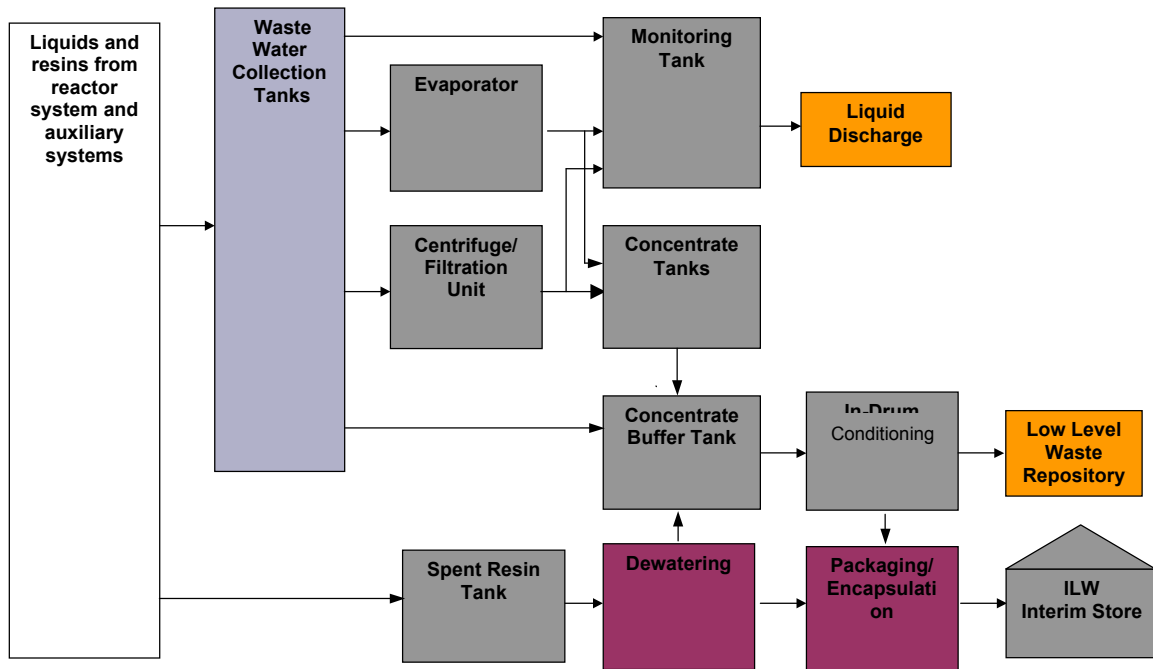 Liquids and
resins from
reactor
system and
auxiliary
systems
Waste
Water
Collection
Tanks
Monitoring
Tank
Evaporator
Liquid
Discharge
Centrifuge/
Filtration
Unit
Concentrate
Tanks
Concentrate
Buffer Tank
In-Drum
Conditioning
Low Level
Waste
Repository
Spent Resin
Tank
Dewatering
Packaging/
Encapsulati
on
ILW
Interim Store